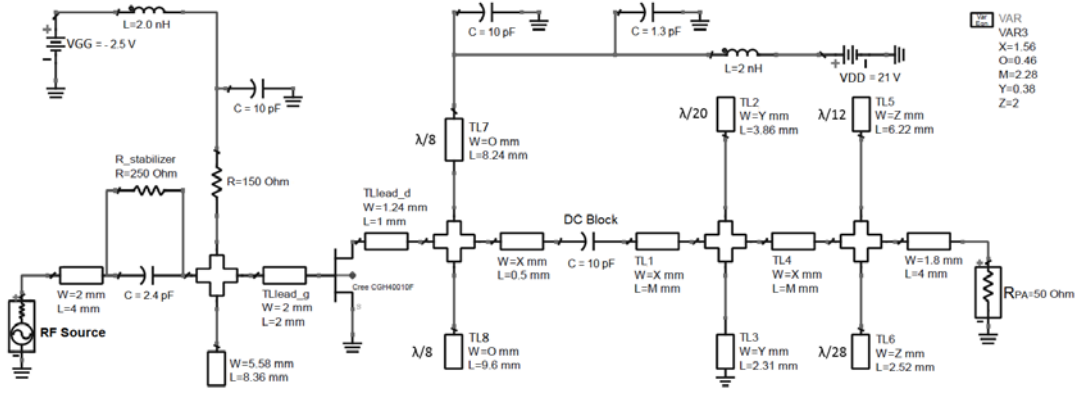 L=2.0 nH
VGG = - 2.5 V
C = 10 pF
R_stabilizer
R=250 Ohm
R=150 Ohm
W=2 mm
L=4 mm
C = 2.4 pF
RF Source
TLlead_g
W=2 mm
L=2 mm
W=5.58 mm
L=8.36 mm
Cree CGH40010F
TLlead_d
W=1.24 mm
L=1 mm
C = 10 pF
C = 1.3 pF
L=2 nH
VDD = 21 V
λ/8
TL7
W=O mm
L=8.24 mm
λ/8
TL8
W=O mm
L=9.6 mm
W=X mm
L=0.5 mm
DC Block
C = 10 pF
TL1
W=X mm
L=M mm
λ/20
TL2
W=Y mm
L=3.86 mm
TL3
W=Y mm
L=2.31 mm
TL4
W=X mm
L=M mm
λ/12
TL5
W=Z mm
L=6.22 mm
λ/28
TL6
W=Z mm
L=2.52 mm
W=1.8 mm
L=4 mm
RPA=50 Ohm
Var
Eqn
VAR
VAR3
X=1.56
O=0.46
M=2.28
Y=0.38
Z=2